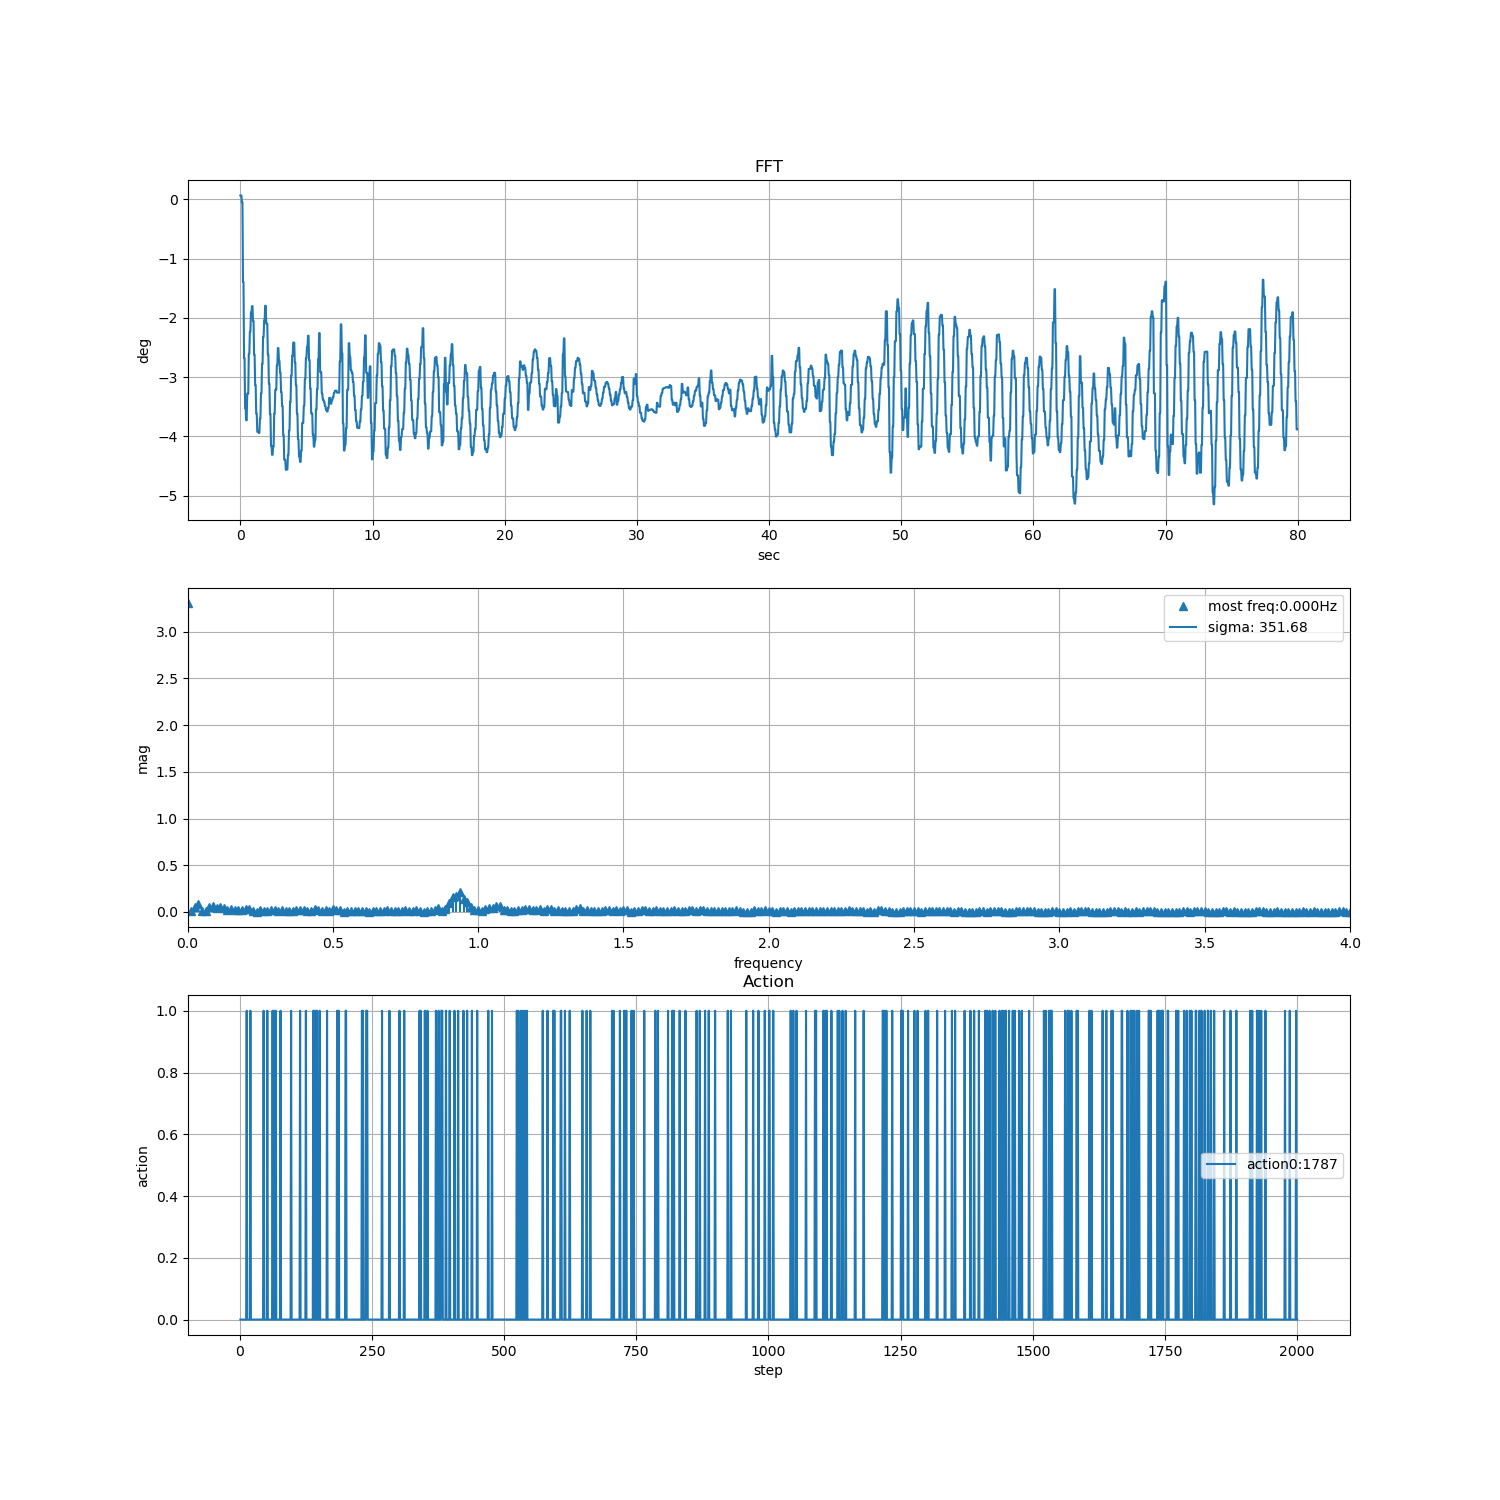 FFT
0
−1
−2
−3
−4
−5
deg
0 10 20 30 40 50 60 70 80
sec
most freq:0.000Hz
sigma: 351.68
3.0
2.5
2.0
1.5
1.0
0.5
0.0
mag
0.0 0.5 1.0 1.5 2.0 2.5 3.0 3.5 4.0
frequency
Action
1.0
0.8
0.6
0.4
0.2
0.0
action
action0:1787
0 250 500 750 1000 1250 1500 1750 2000
step